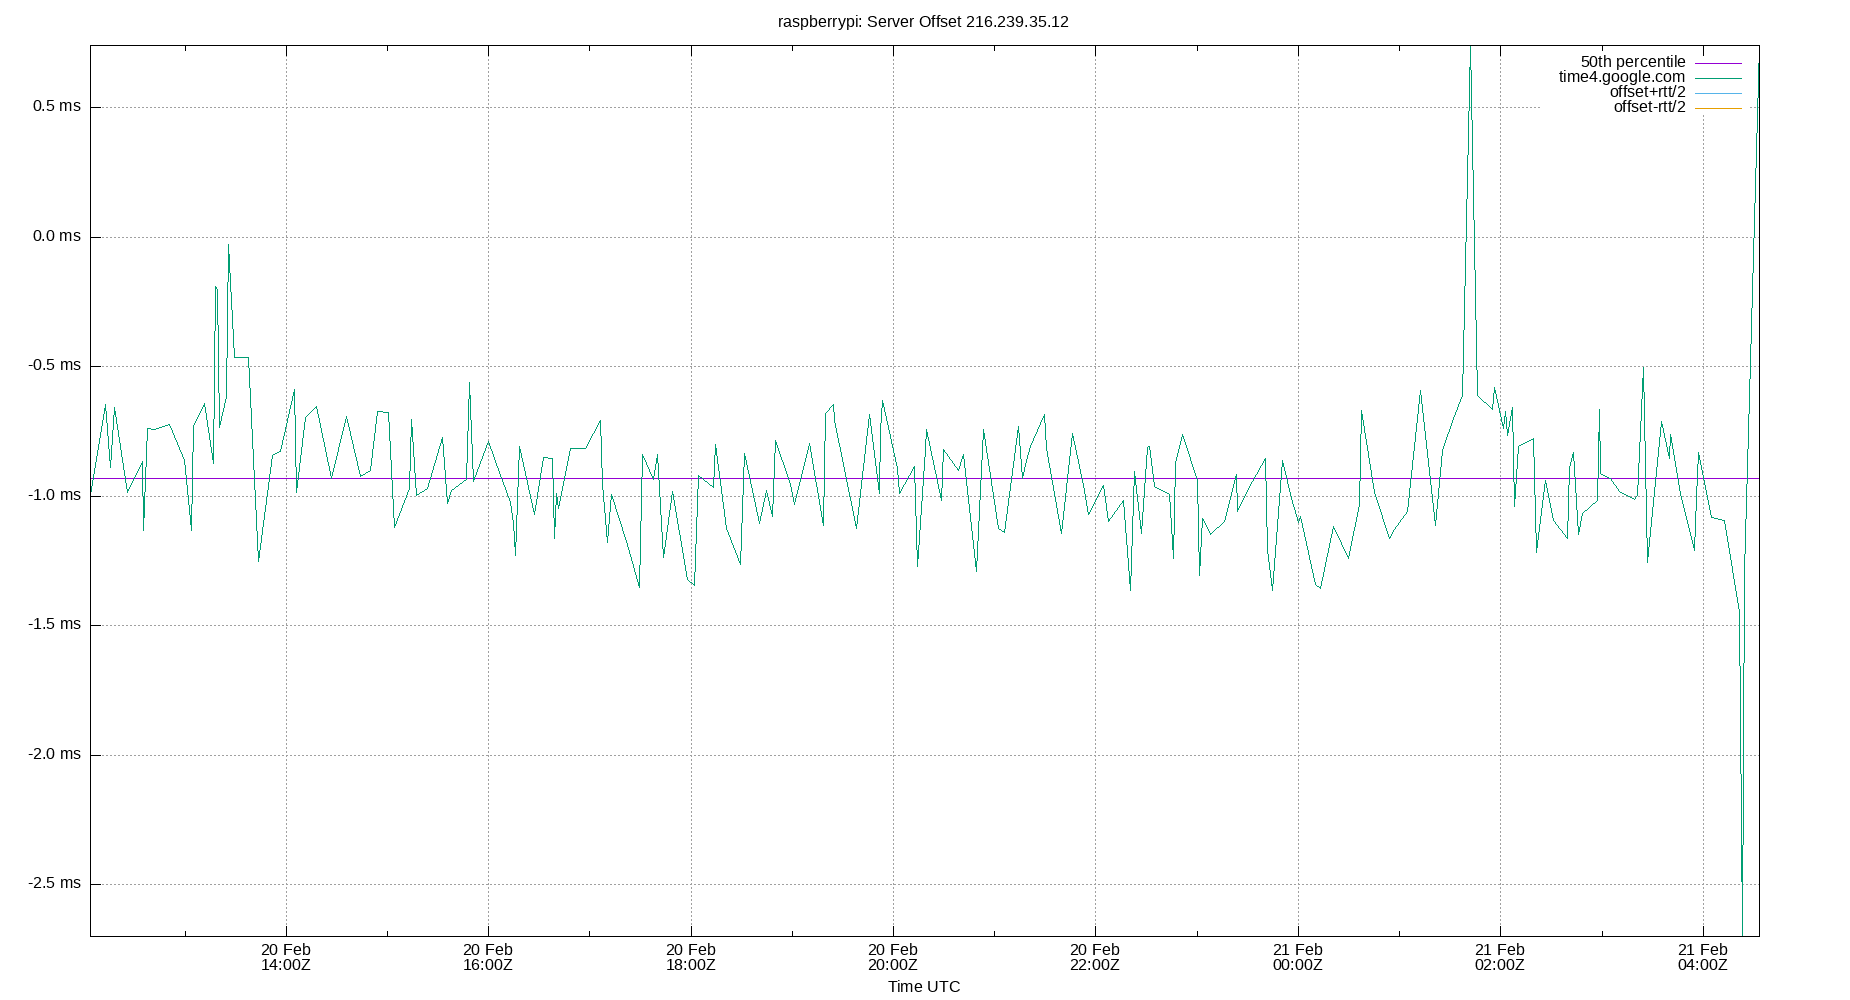 raspberrypi: Server Offset 216.239.35.12
50th percentile
time4.google.com
offset+rtt/2
offset-rtt/2
0.5 ms
0.0 ms
-0.5 ms
-1.0 ms
-1.5 ms
-2.0 ms
-2.5 ms
20 Feb 20 Feb 20 Feb 20 Feb 20 Feb 21 Feb 21 Feb 21 Feb
14:00Z 16:00Z 18:00Z 20:00Z 22:00Z 00:00Z 02:00Z 04:00Z
Time UTC